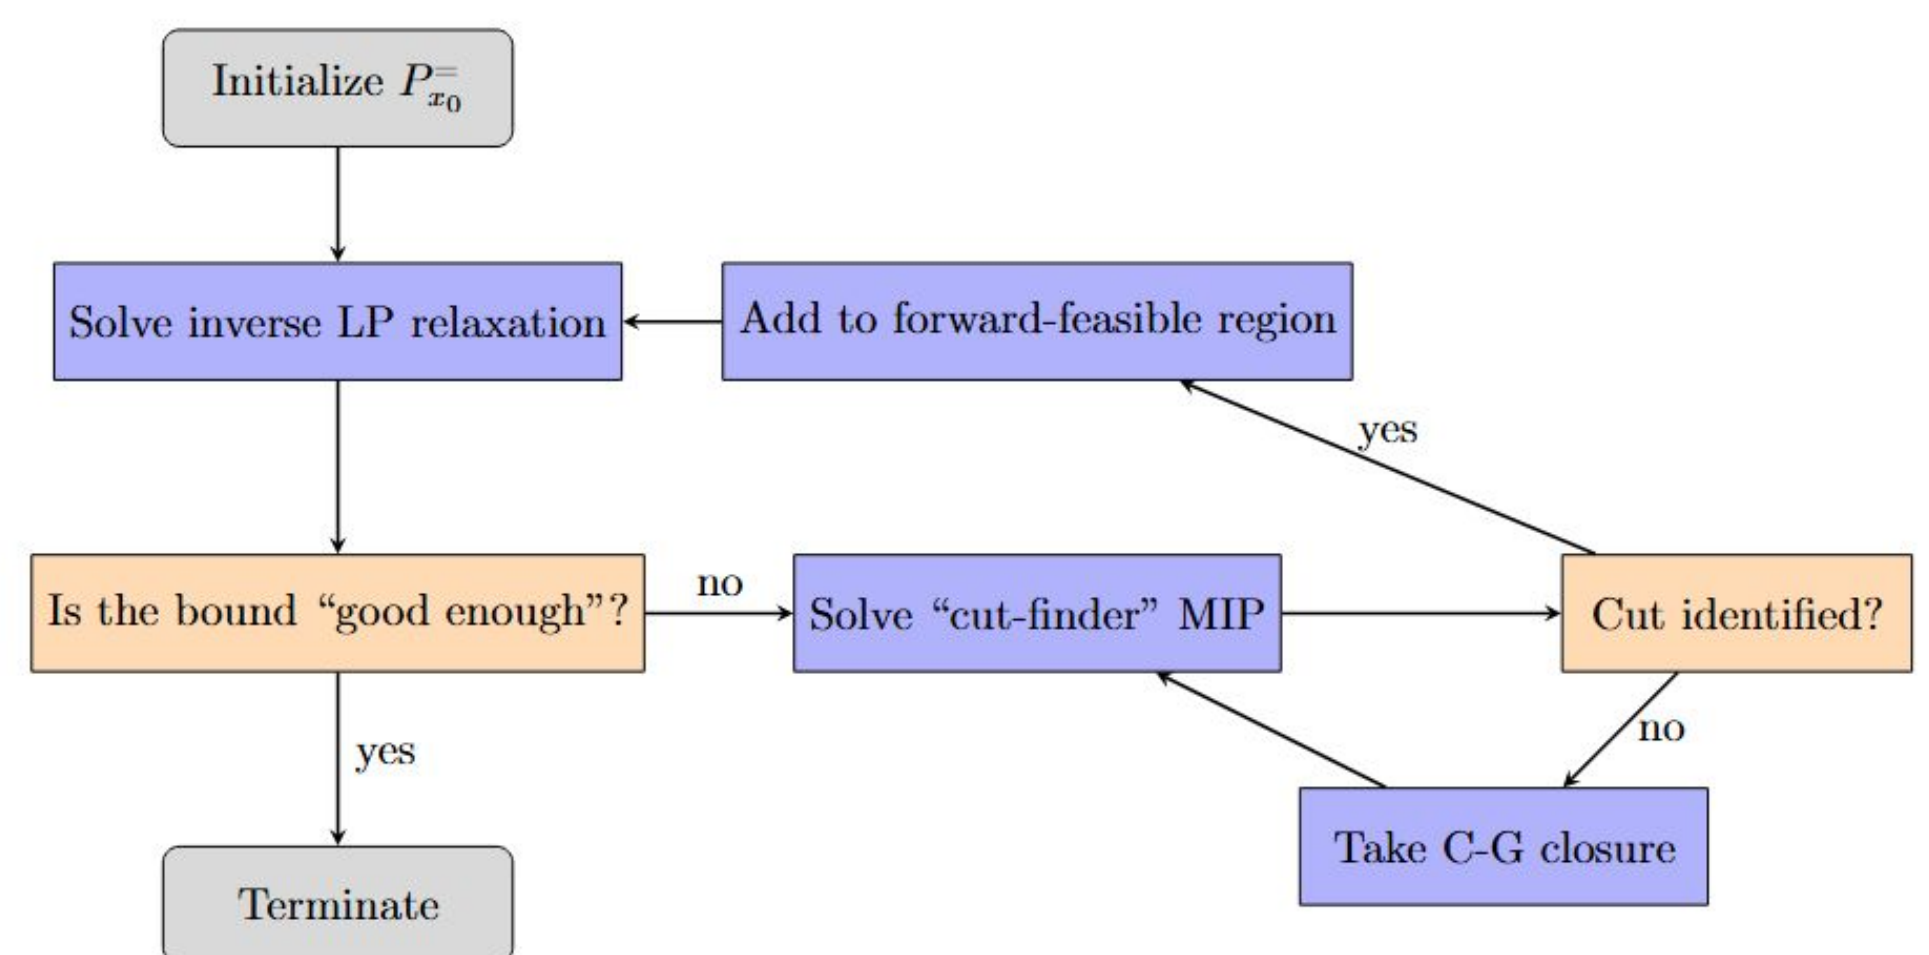 Initialize $P^{=}_{x_0}$
Solve inverse LP relaxation
Add to forward-feasible region
yes
Is the bound “good enough”?
no
Solve “cut-finder” MIP
Cut identified?
yes
no
Take C-G closure
Terminate